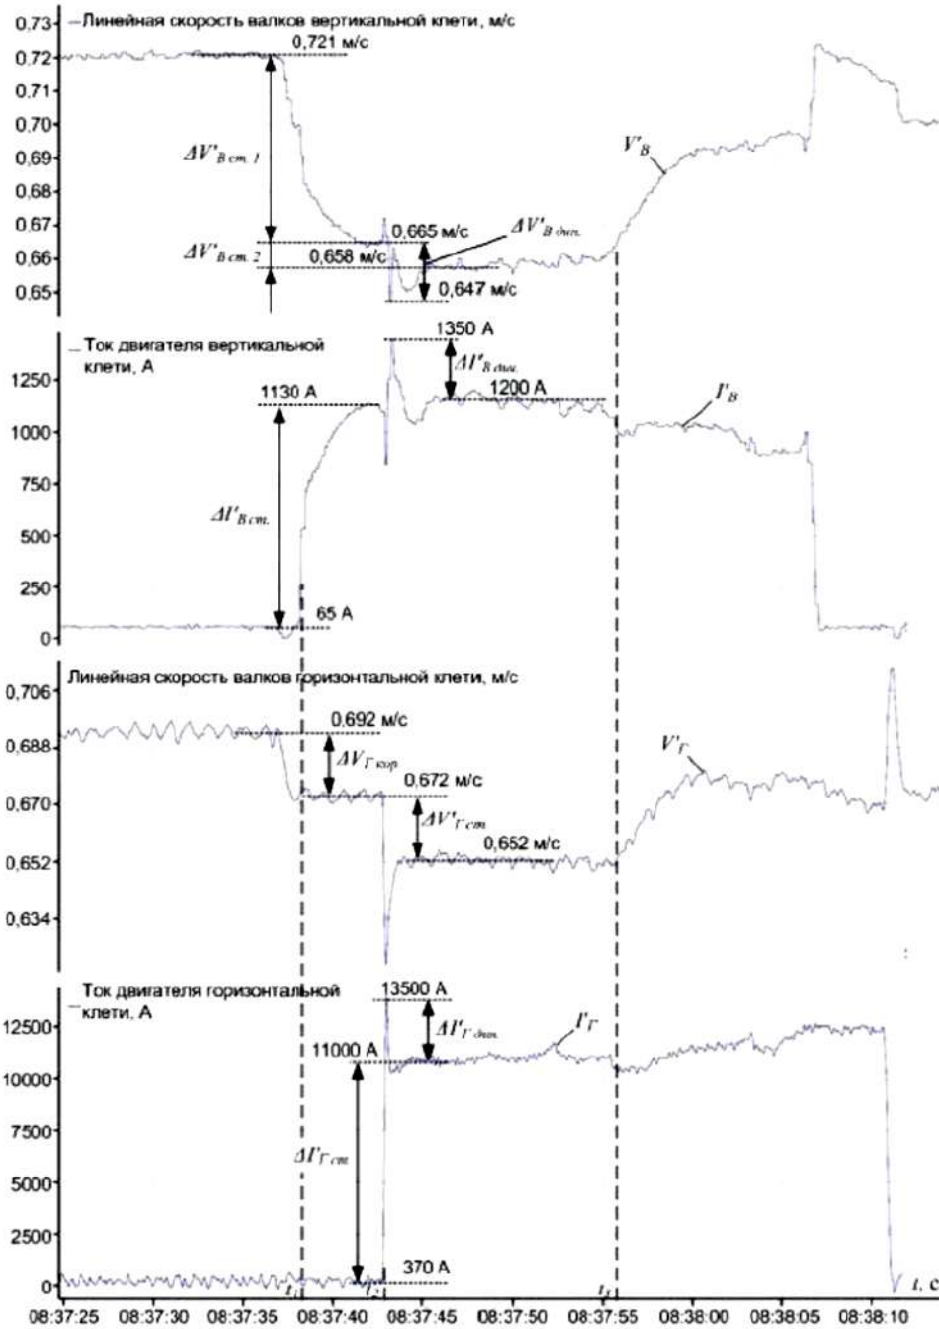 0,73
Линейная скорость валков вертикальной клети, м/с
0,721 м/с
0,72
0,71
0,70
0,69
0,68
0,67
0,66
0,65
ΔV'В ст. 1
V'В
0,665 м/с
ΔV'В дин.
ΔV'В ст. 2
0,658 м/с
0,647 м/с
Ток двигателя вертикальной
клети, А
1350 А
ΔI'В дин.
1250
1130 А
1200 А
I'В
1000
750
ΔI'В ст.
500
250
65 А
0
Линейная скорость валков горизонтальной клети, м/с
0,706
0.692 м/с
0,688
ΔVГ кор
V'Г
0,672 м/с
0,670
ΔV'Г ст
0,652 м/с
0,652
0,634
Ток двигателя горизонтальной
клети, А
13500 А
12500
ΔI'Г дин.
I'Г
11000 А
10000
7500
ΔI'Г ст
5000
2500
370 А
0
t1
t2
t3
t, с
08:37:25 08:37:30 08:37:35 08:37:40 08:37:45 08:37:50 08:37:55 08:38:00 08:38:05 08:38:10